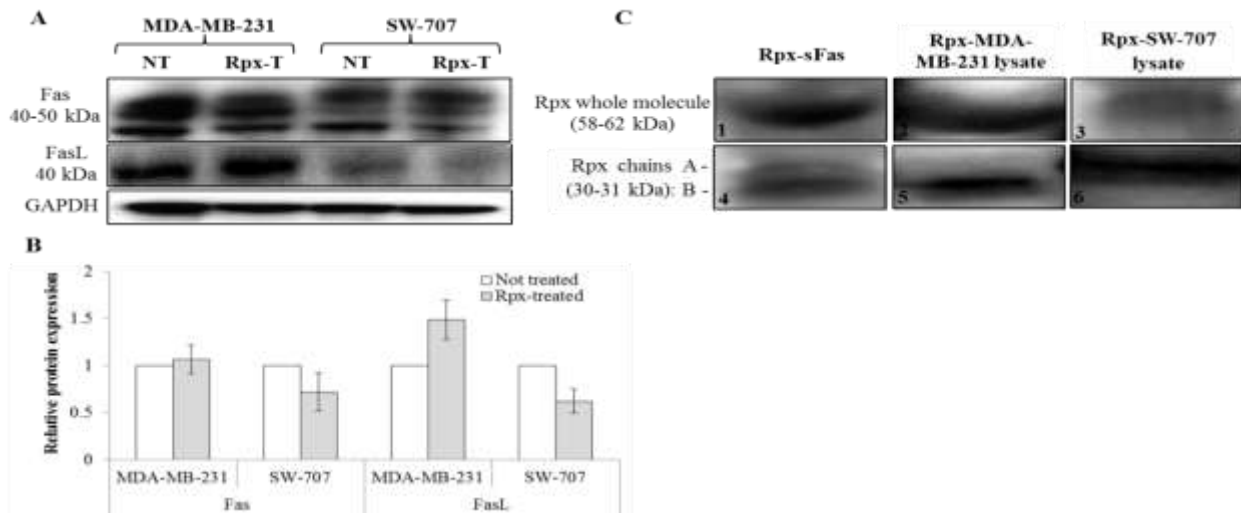 A
MDA-MB-231 SW-707
NT Rpx-T NT Rpx-T
Fas
40-50 kDa
FasL
40 kDa
GAPDH
B
Relative protein expression
2
1.5
1
0.5
0
Not treated
Rpx-treated
MDA-MB-231 SW-707 MDA-MB-231 SW-707
Fas FasL
C
Rpx-sFas
Rpx-MDA-
MB-231 lysate
Rpx-SW-707
lysate
Rpx whole molecule
(58-62 kDa)
1 2 3
Rpx chains A -
(30-31 kDa): B -
4 5 6